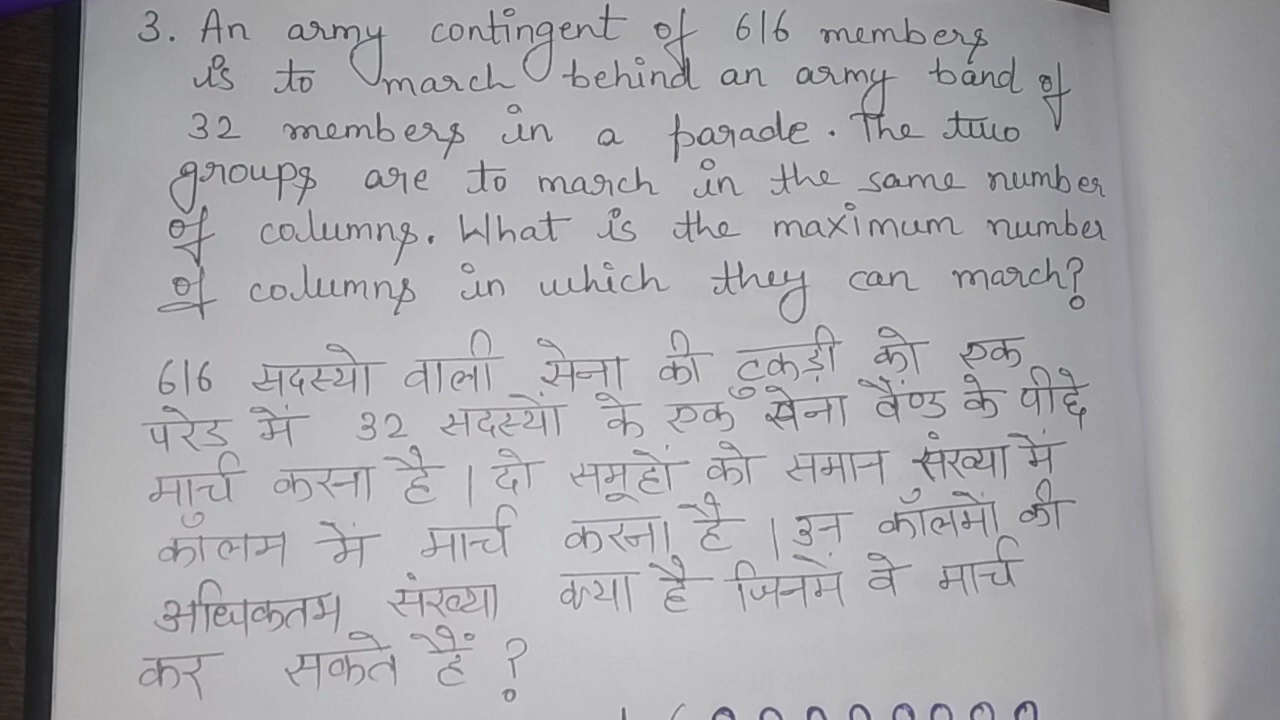 3. An army contingent of 616 members
is to march behind an army band of
32 members in a parade. The two
groups are to march in the same number
of columns. What is the maximum number
of columns in which they can march?
616 सदस्यो वाली सेना की टुकड़ी को एक
परेड में 32 सदस्यों के एक सेना बैंण्ड के पीछे
मार्च करना है । दो समूहों को समान संख्या में
कॉलम में मार्च करना है । उन कॉलमों की
अधिकतम संख्या क्या है जिनमें वे मार्च
कर सकते हैं ?